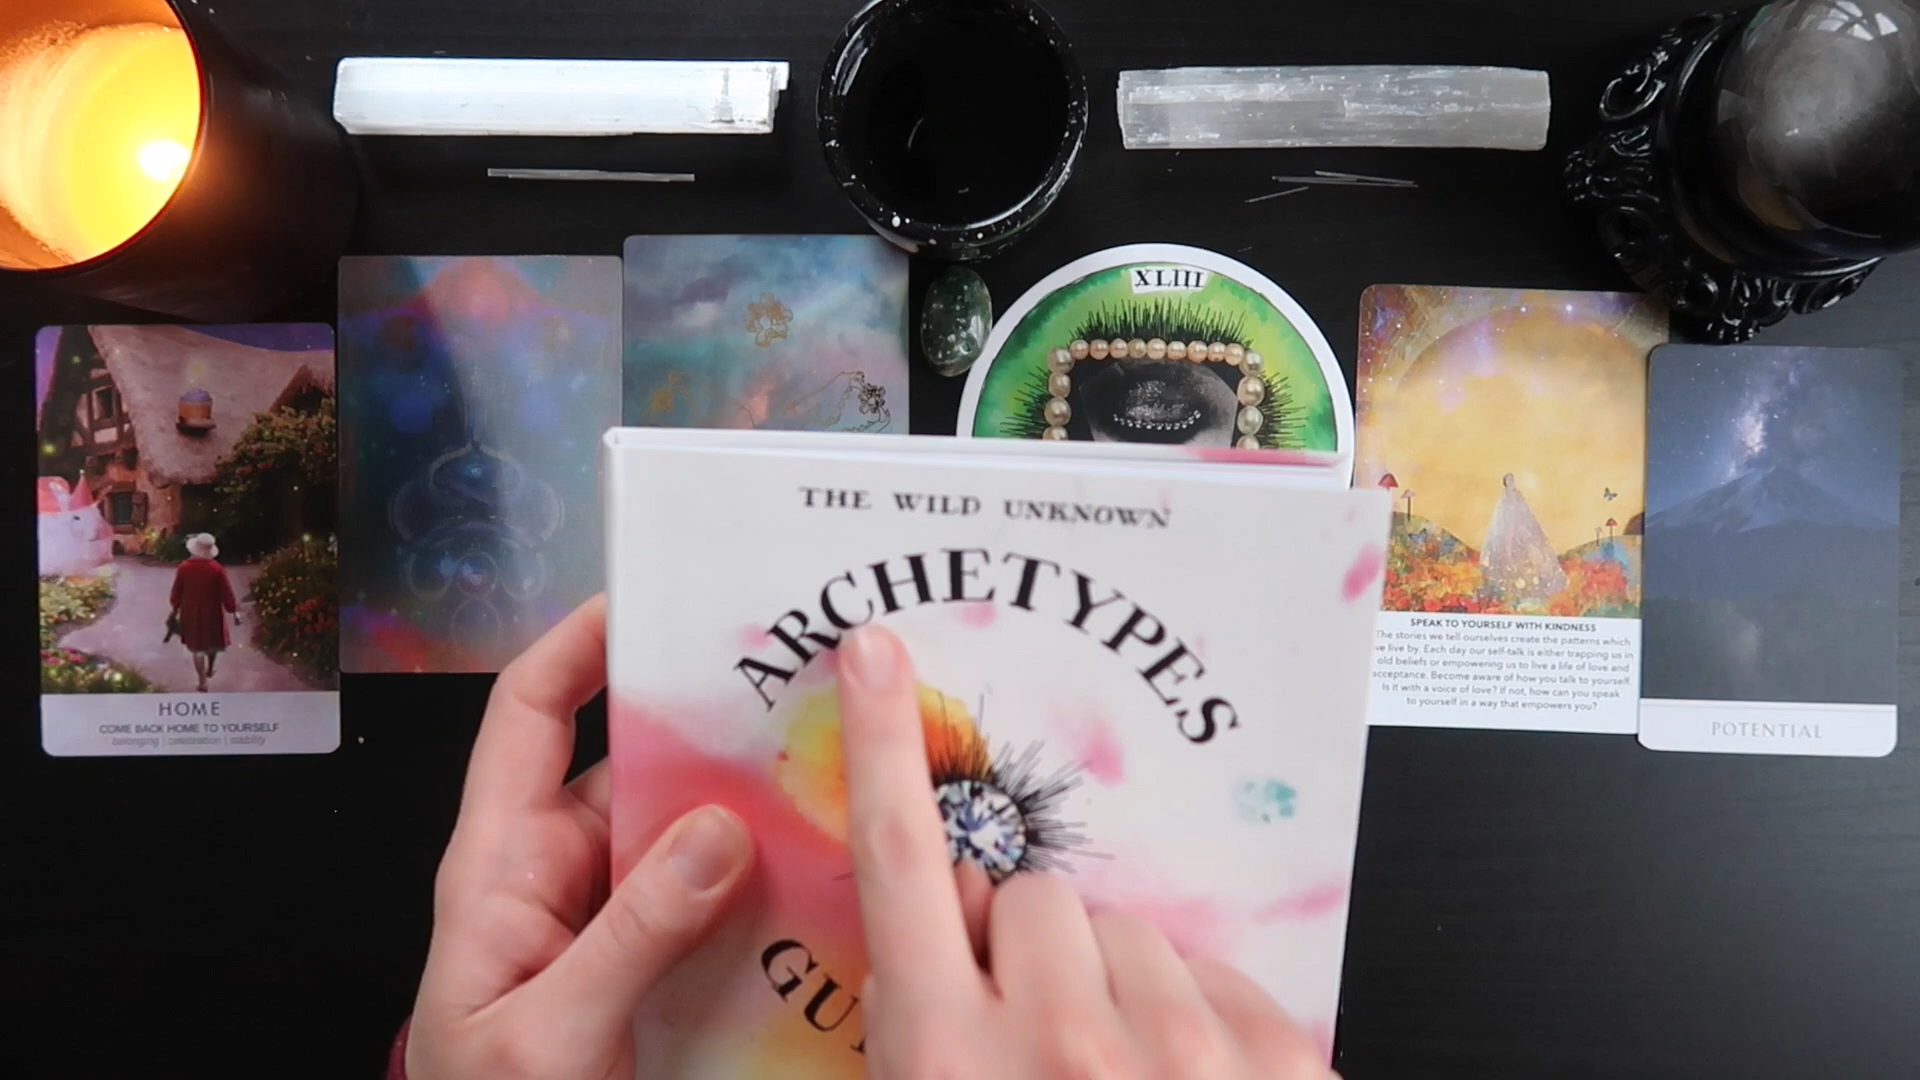 XLIII
THE WILD UNKNOWN
ARCHETYPES
HOME
COME BACK HOME TO YOURSELF
belonging | celebration | stability
SPEAK TO YOURSELF WITH KINDNESS
The stories we tell ourselves create the patterns which
we live by. Each day our self-talk is either trapping us in
old beliefs or empowering us to live a life of love and
acceptance. Become aware of how you talk to yourself.
Is it with a voice of love? If not, how can you speak
to yourself in a way that empowers you?
POTENTIAL
GU